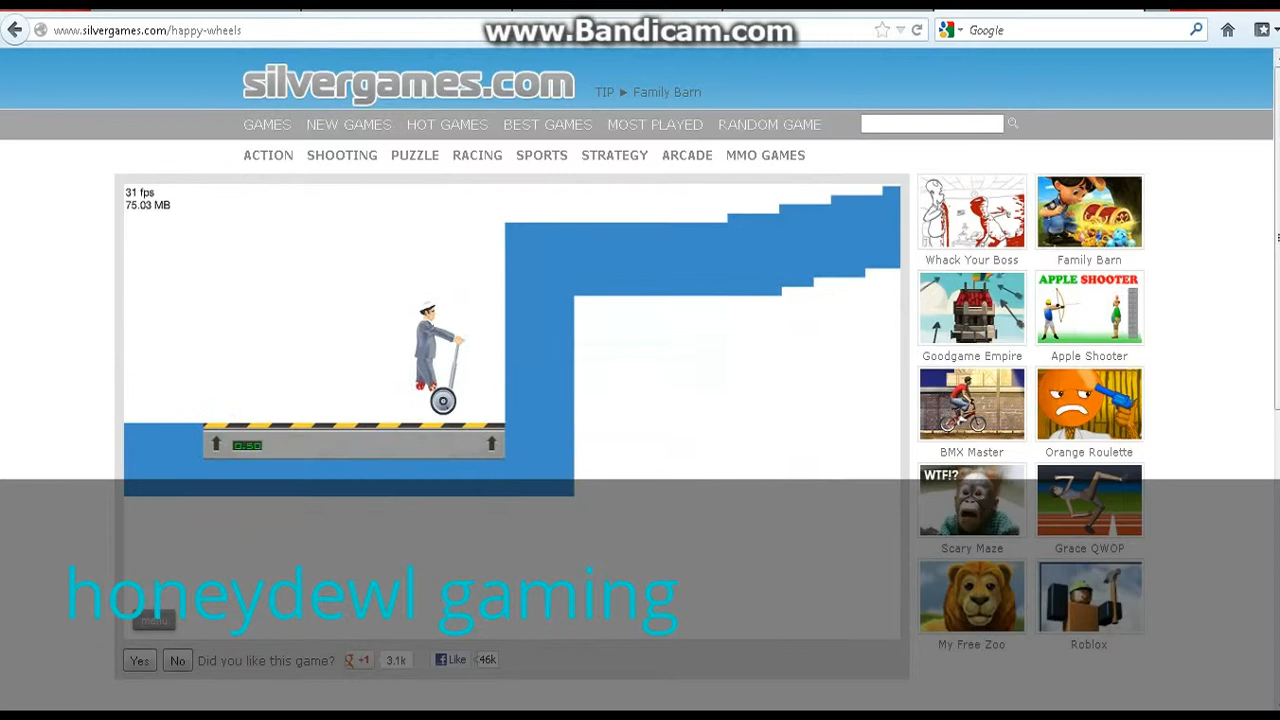 www.silvergames.com/happy-wheels
www.Bandicam.com
Google
silvergames.com
TIP ► Family Barn
GAMES NEW GAMES HOT GAMES BEST GAMES MOST PLAYED RANDOM GAME
ACTION SHOOTING PUZZLE RACING SPORTS STRATEGY ARCADE MMO GAMES
31 fps
75.03 MB
0:50
Whack Your Boss
Family Barn
APPLE SHOOTER
Goodgame Empire
Apple Shooter
BMX Master
Orange Roulette
WTF!?
Scary Maze
Grace QWOP
honeydewl gaming
menu
My Free Zoo
Roblox
Yes No Did you like this game? g +1 3.1k f Like 46k